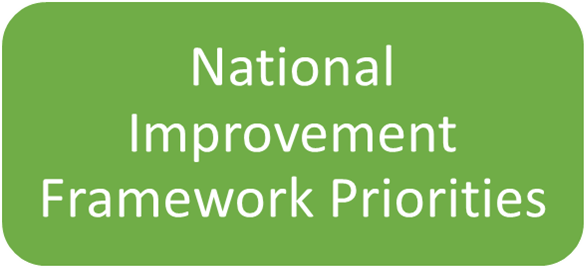 National
Improvement
Framework Priorities